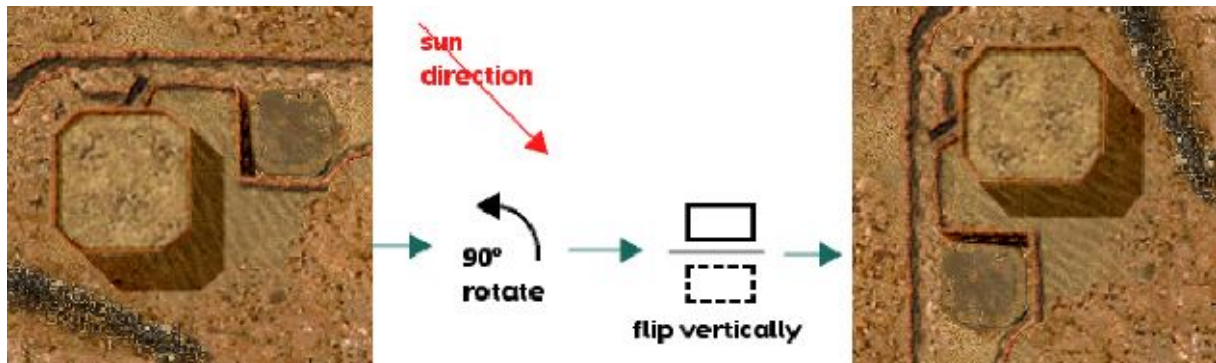 sun
direction
90º
rotate
flip vertically